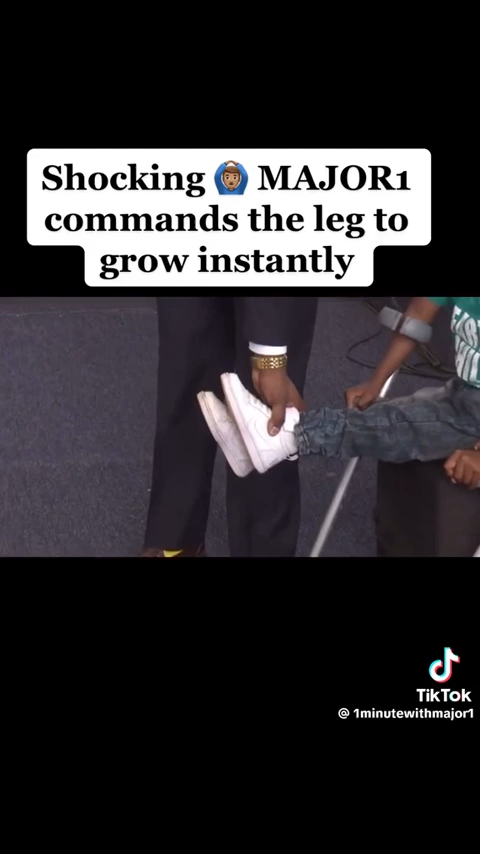 Shocking 🙆🏽‍♂️ MAJOR1
commands the leg to
grow instantly
TikTok
@ 1minutewithmajor1